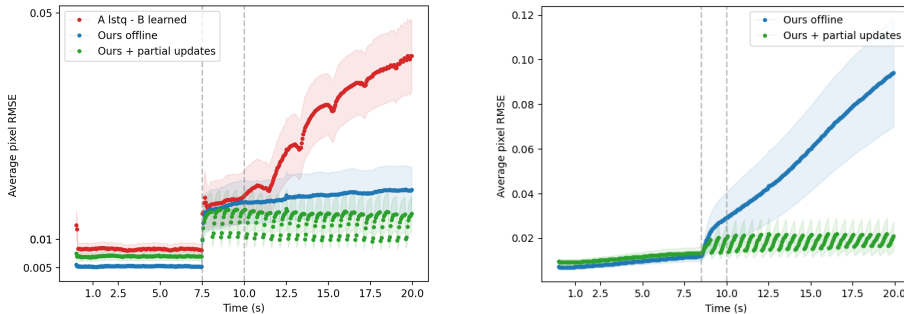 0.05
0.01
0.005
Average pixel RMSE
A lstq - B learned
Ours offline
Ours + partial updates
1.0 2.5 5.0 7.5 10.0 12.5 15.0 17.5 20.0
Time (s)
0.12
0.10
0.08
0.06
0.04
0.02
Average pixel RMSE
Ours offline
Ours + partial updates
1.0 2.5 5.0 7.5 10.0 12.5 15.0 17.5 20.0
Time (s)